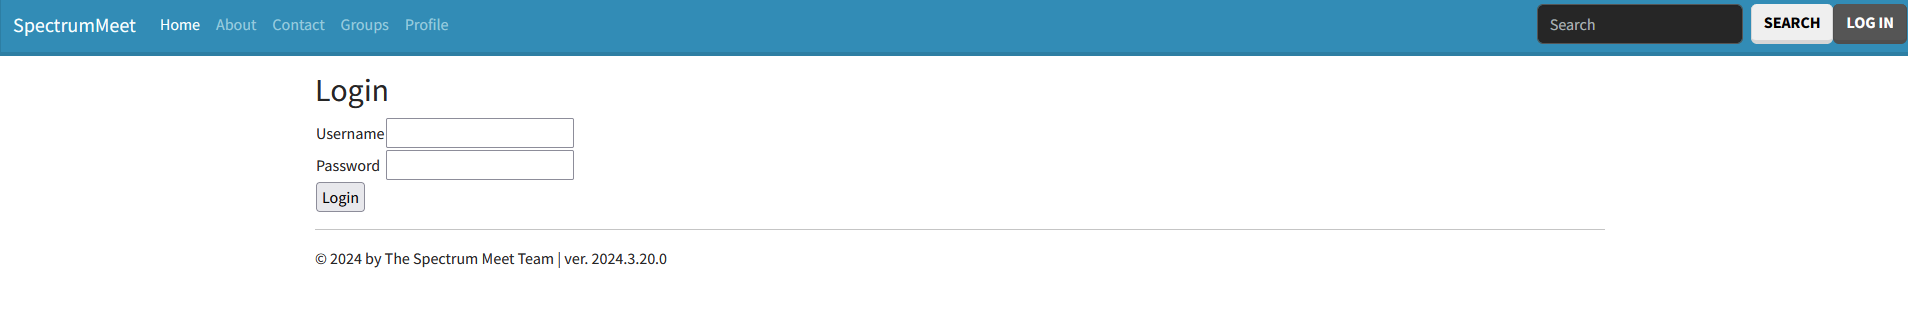 SpectrumMeet Home About Contact Groups Profile Search SEARCH LOG IN
Login
Username
Password
Login
© 2024 by The Spectrum Meet Team | ver. 2024.3.20.0